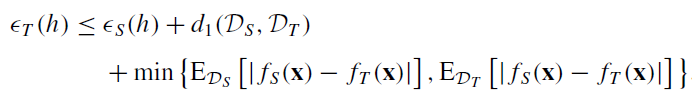 ϵ_T(h) ≤ ϵ_S(h) + d_1(𝒟_S, 𝒟_T)
+ min {E_{𝒟_S} [|f_S(𝐱) − f_T(𝐱)|], E_{𝒟_T} [|f_S(𝐱) − f_T(𝐱)|]}